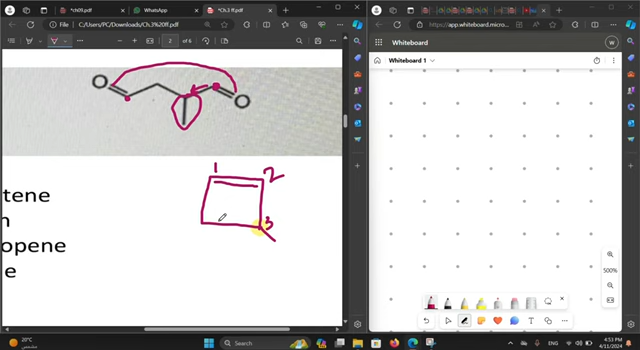 *ch09.pdf
WhatsApp
*Ch.3 ff.pdf
C:/Users/PC/Downloads/Ch.3%20ff.pdf
https://app.whiteboard.micro...
2 of 6
Whiteboard
W
Whiteboard 1
O
O
1
2
3
tene
n
opene
e
500%
20°C
Search
ENG
4:53 PM
4/11/2024